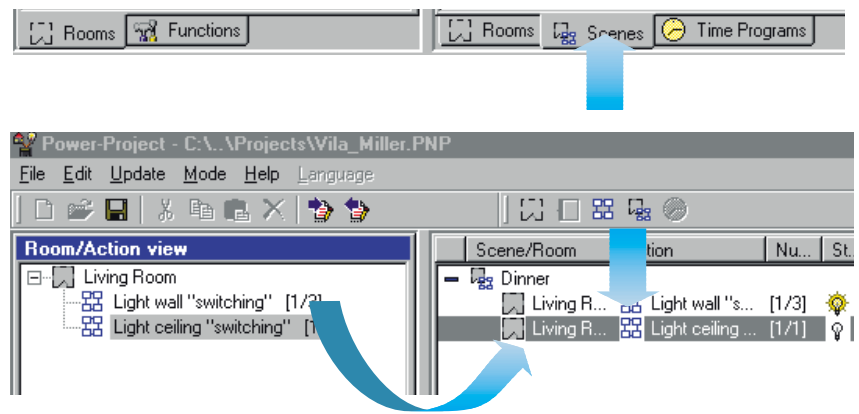 Rooms Functions Rooms Scenes Time Programs
Power-Project - C:\..\Projects\Vila_Miller.PNP
File Edit Update Mode Help Language
Room/Action view Scene/Room Nu... St..
Living Room Dinner
Light wall "switching" [1/3] Living R... Light wall "s... [1/3]
Light ceiling "switching" Living R... Light ceiling ... [1/1]